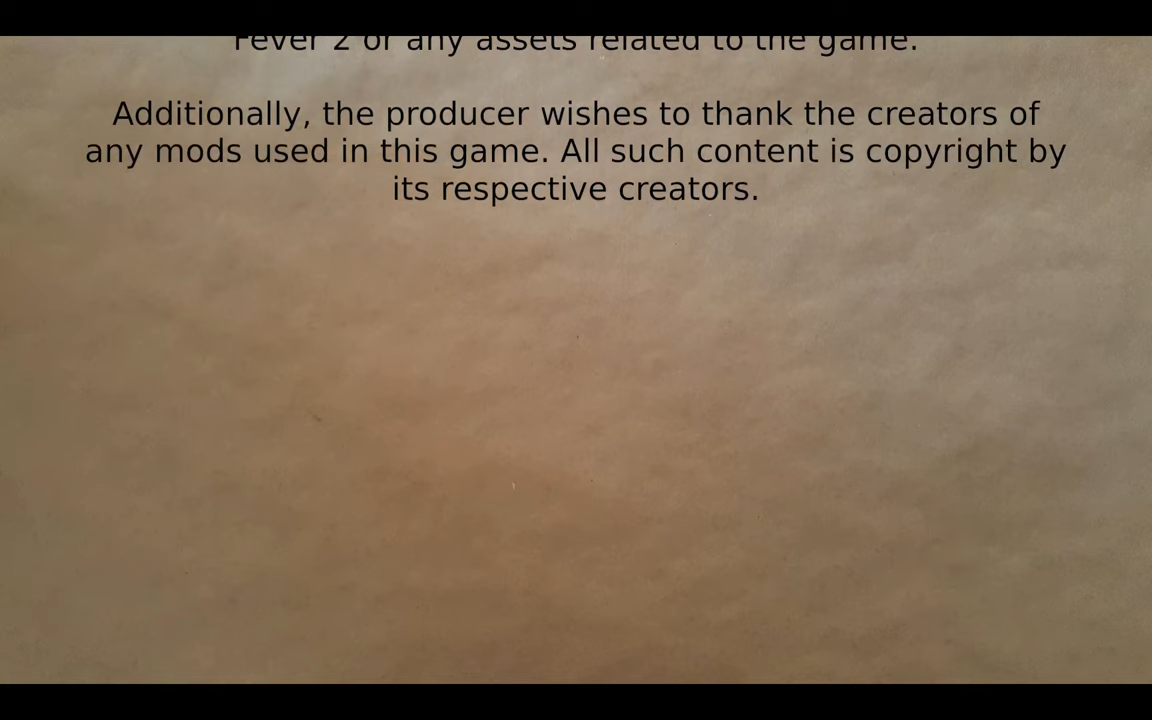 Fever 2 or any assets related to the game.
Additionally, the producer wishes to thank the creators of
any mods used in this game. All such content is copyright by
its respective creators.